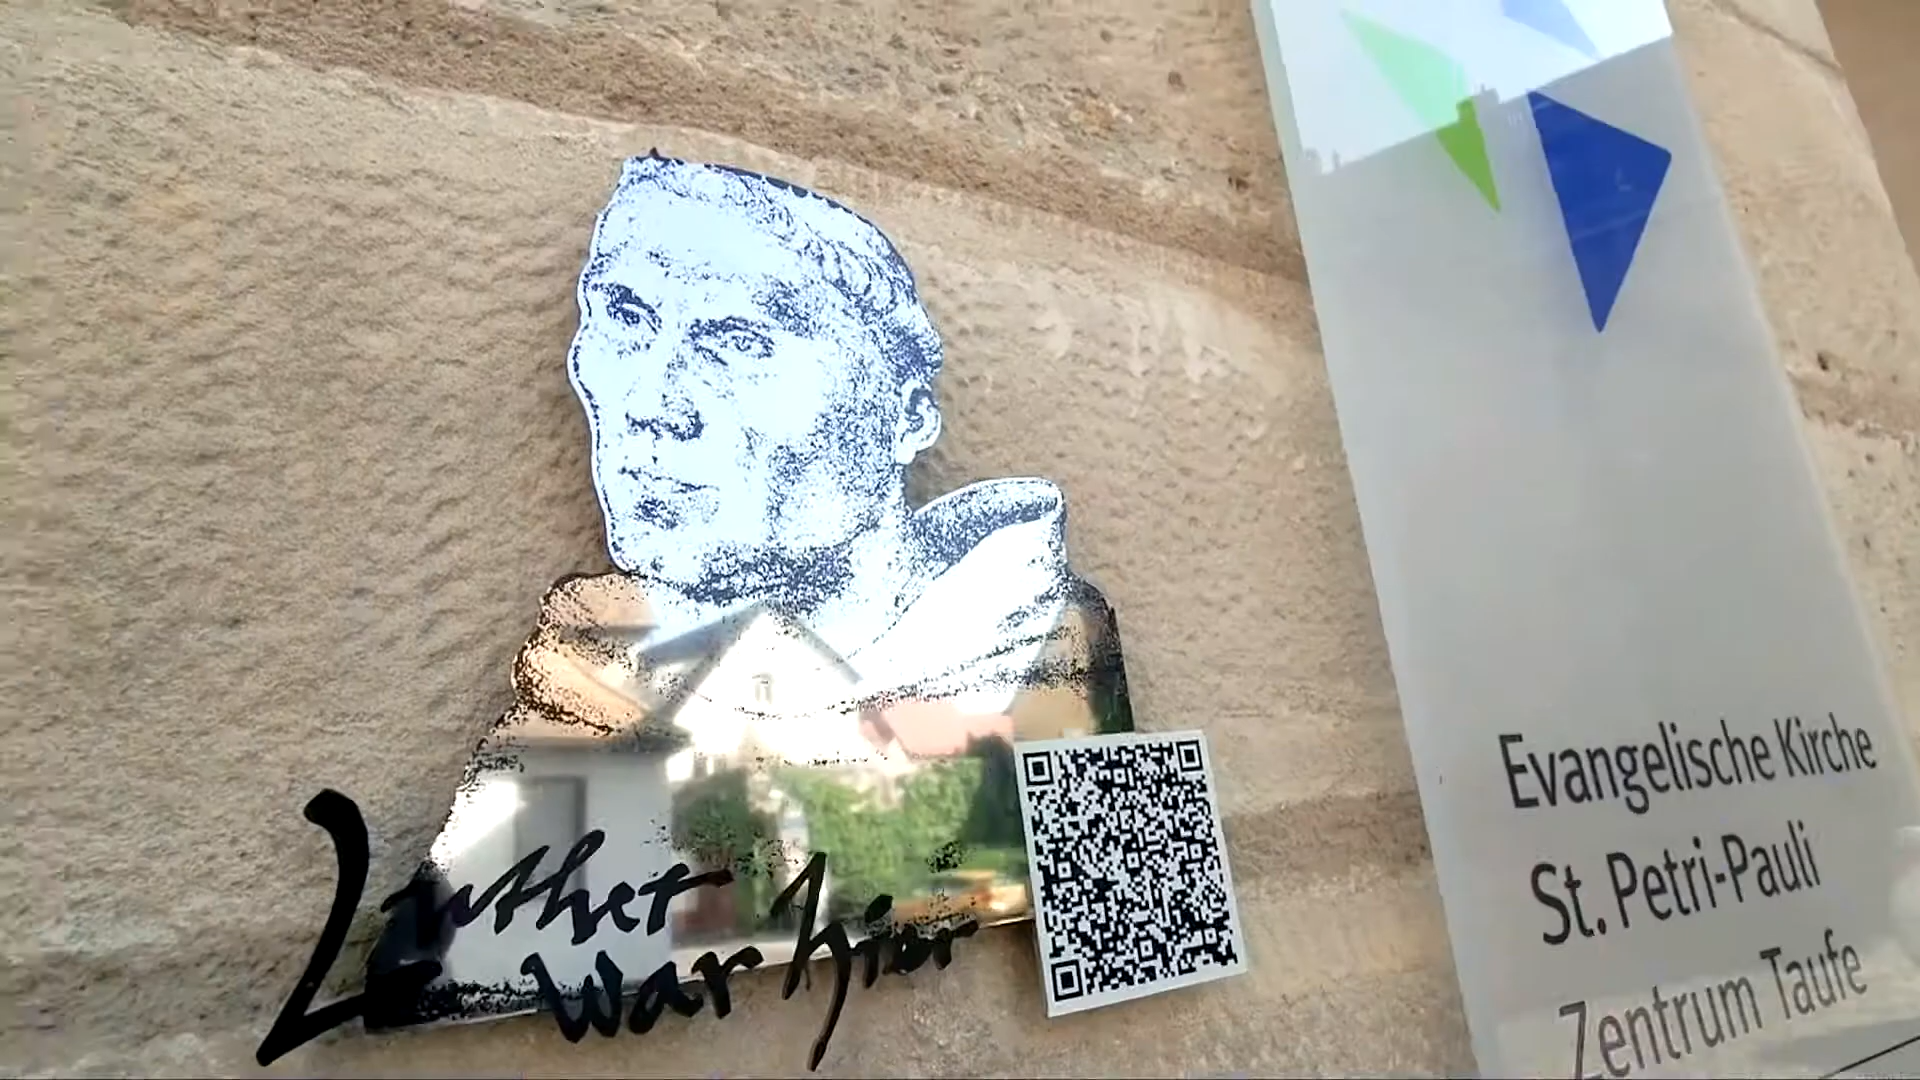 Luther
war hier
Evangelische Kirche
St. Petri-Pauli
Zentrum Taufe